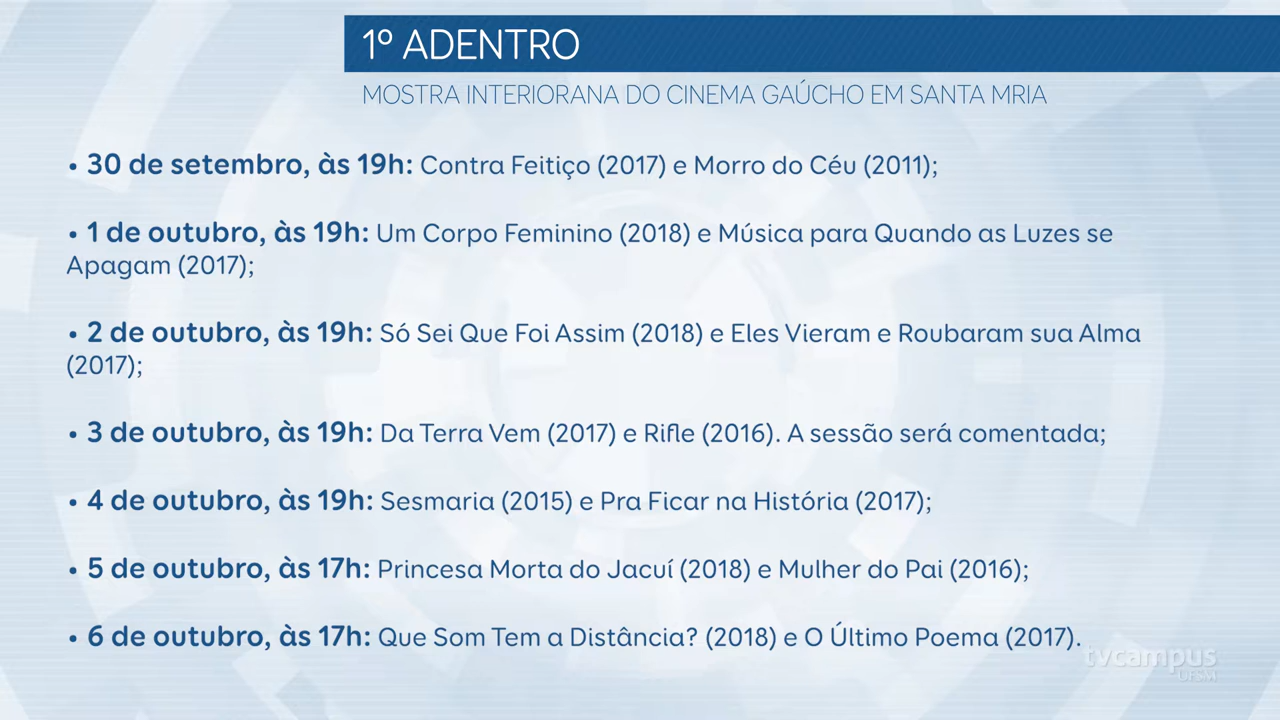 1º ADENTRO
MOSTRA INTERIORANA DO CINEMA GAÚCHO EM SANTA MRIA
• 30 de setembro, às 19h: Contra Feitiço (2017) e Morro do Céu (2011);
• 1 de outubro, às 19h: Um Corpo Feminino (2018) e Música para Quando as Luzes se
Apagam (2017);
• 2 de outubro, às 19h: Só Sei Que Foi Assim (2018) e Eles Vieram e Roubaram sua Alma
(2017);
• 3 de outubro, às 19h: Da Terra Vem (2017) e Rifle (2016). A sessão será comentada;
• 4 de outubro, às 19h: Sesmaria (2015) e Pra Ficar na História (2017);
• 5 de outubro, às 17h: Princesa Morta do Jacuí (2018) e Mulher do Pai (2016);
• 6 de outubro, às 17h: Que Som Tem a Distância? (2018) e O Último Poema (2017).
tvcampus
UFSM